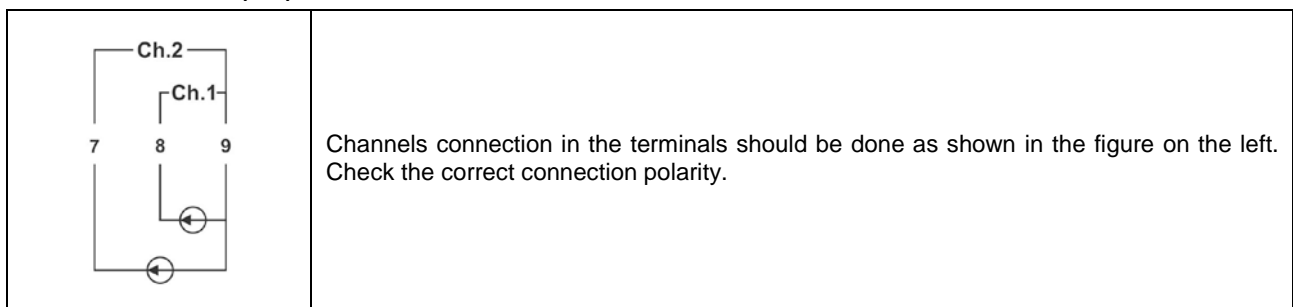 Ch.2
Ch.1
7 8 9
Channels connection in the terminals should be done as shown in the figure on the left.
Check the correct connection polarity.